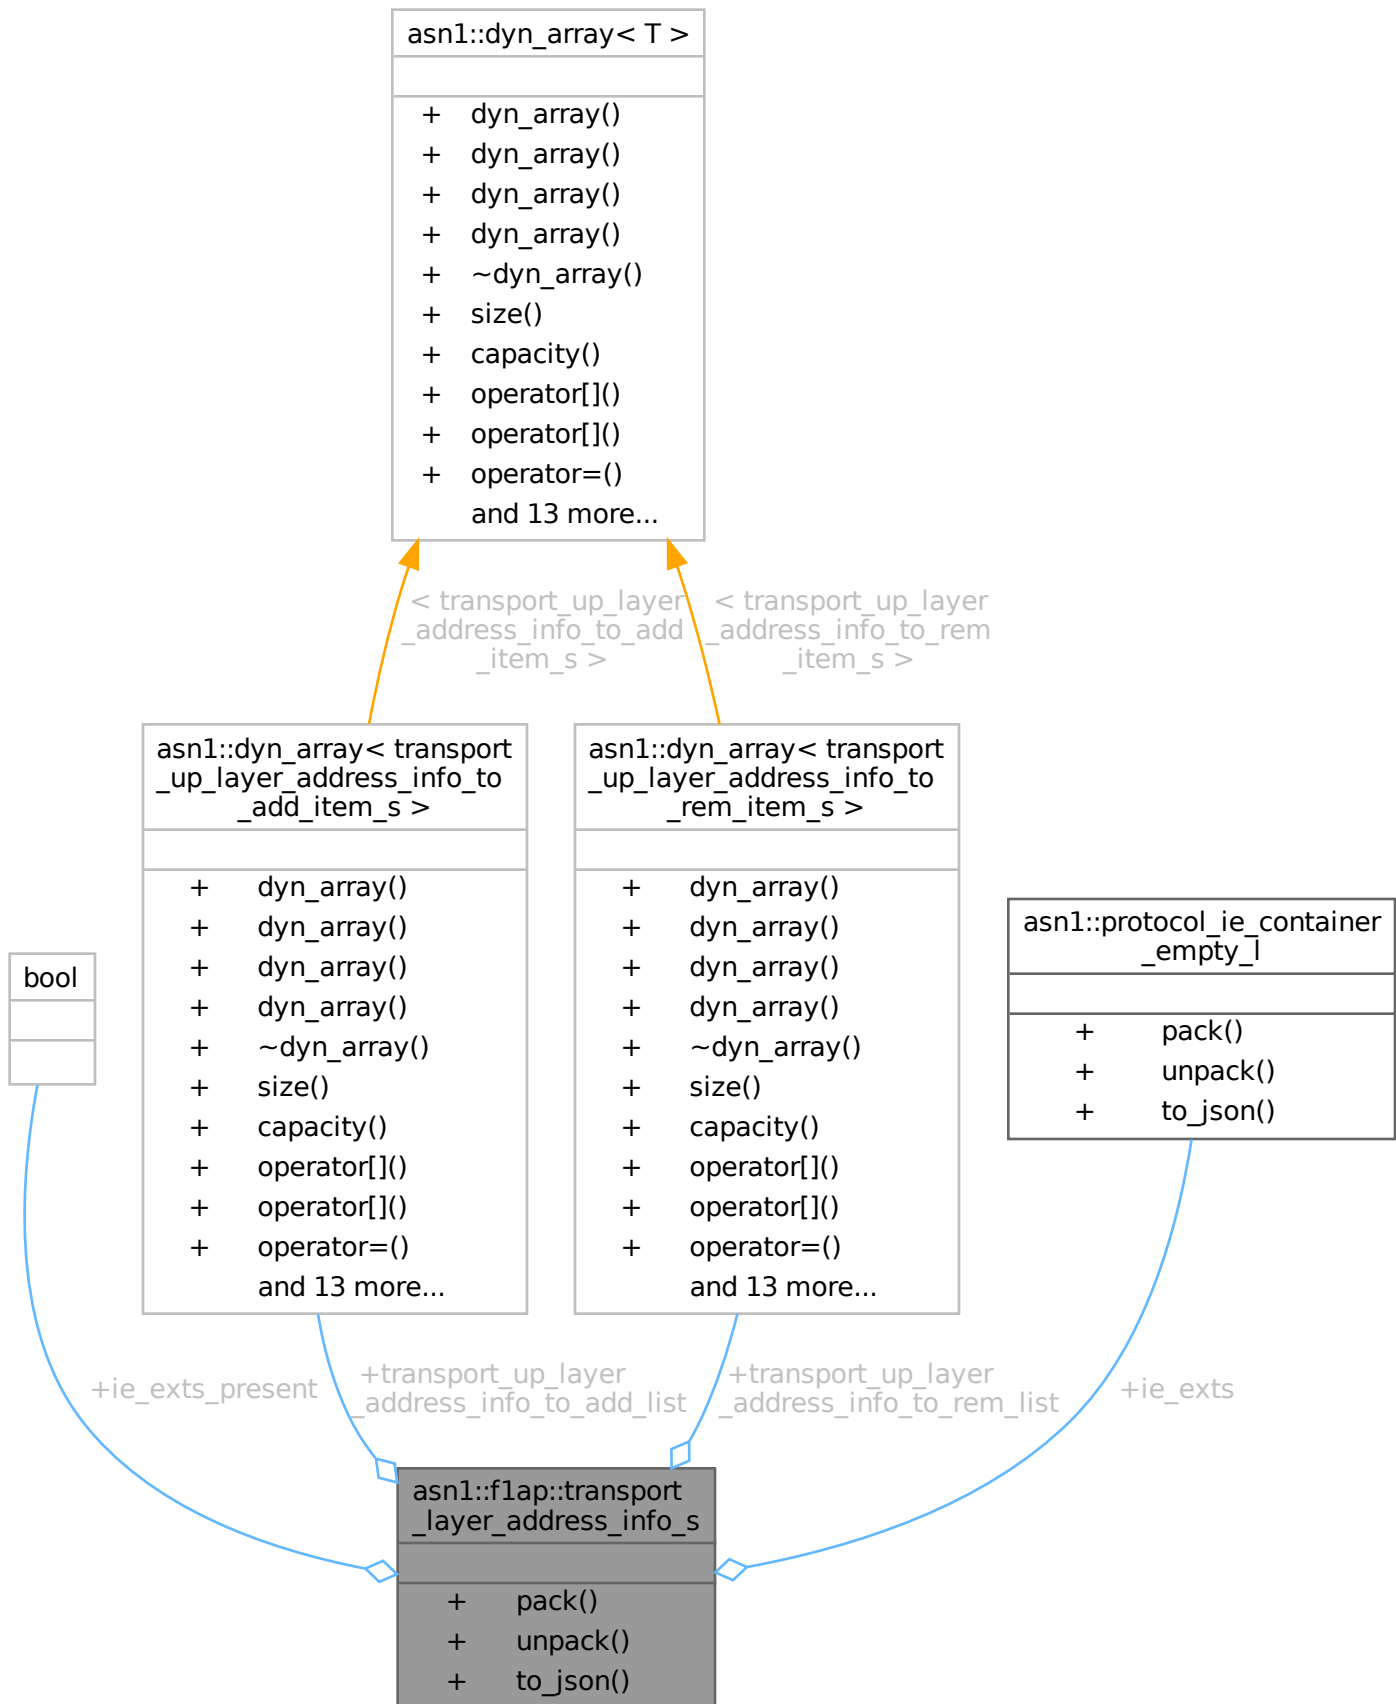 asn1::dyn_array< T >
+ dyn_array()
+ dyn_array()
+ dyn_array()
+ dyn_array()
+ ~dyn_array()
+ size()
+ capacity()
+ operator[]()
+ operator[]()
+ operator=()
and 13 more...
< transport_up_layer
_address_info_to_add
_item_s >
< transport_up_layer
_address_info_to_rem
_item_s >
asn1::dyn_array< transport
_up_layer_address_info_to
_add_item_s >
+ dyn_array()
+ dyn_array()
+ dyn_array()
+ dyn_array()
+ ~dyn_array()
+ size()
+ capacity()
+ operator[]()
+ operator[]()
+ operator=()
and 13 more...
asn1::dyn_array< transport
_up_layer_address_info_to
_rem_item_s >
+ dyn_array()
+ dyn_array()
+ dyn_array()
+ dyn_array()
+ ~dyn_array()
+ size()
+ capacity()
+ operator[]()
+ operator[]()
+ operator=()
and 13 more...
bool
asn1::protocol_ie_container
_empty_l
+ pack()
+ unpack()
+ to_json()
+ie_exts_present
+transport_up_layer
_address_info_to_add_list
+transport_up_layer
_address_info_to_rem_list
+ie_exts
asn1::f1ap::transport
_layer_address_info_s
+ pack()
+ unpack()
+ to_json()